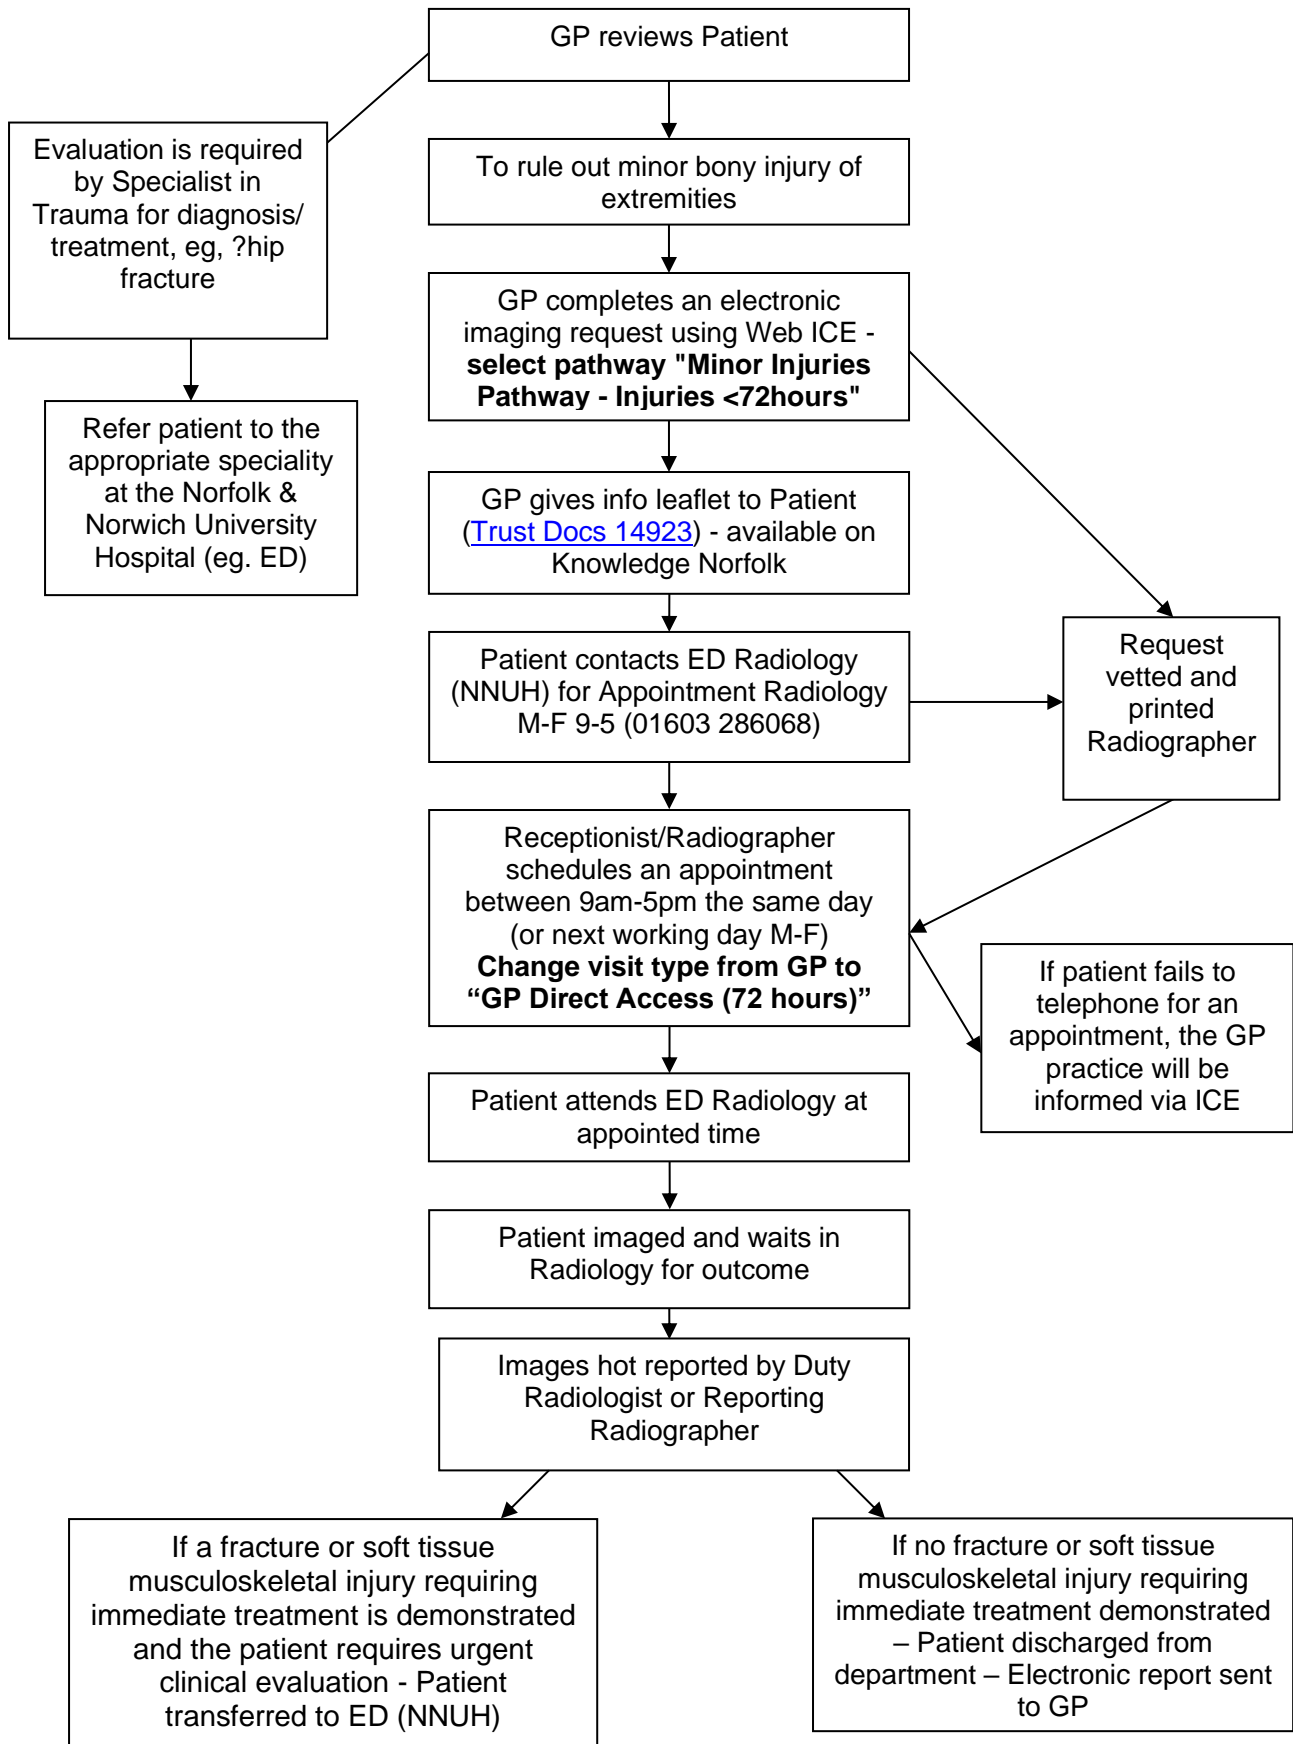 GP reviews Patient
Evaluation is required
by Specialist in
Trauma for diagnosis/
treatment, eg, ?hip
fracture
To rule out minor bony injury of
extremities
GP completes an electronic
imaging request using Web ICE -
select pathway "Minor Injuries
Pathway - Injuries <72hours"
Refer patient to the
appropriate speciality
at the Norfolk &
Norwich University
Hospital (eg. ED)
GP gives info leaflet to Patient
(Trust Docs 14923) - available on
Knowledge Norfolk
Patient contacts ED Radiology
(NNUH) for Appointment Radiology
M-F 9-5 (01603 286068)
Request
vetted and
printed
Radiographer
Receptionist/Radiographer
schedules an appointment
between 9am-5pm the same day
(or next working day M-F)
Change visit type from GP to
“GP Direct Access (72 hours)”
If patient fails to
telephone for an
appointment, the GP
practice will be
informed via ICE
Patient attends ED Radiology at
appointed time
Patient imaged and waits in
Radiology for outcome
Images hot reported by Duty
Radiologist or Reporting
Radiographer
If a fracture or soft tissue
musculoskeletal injury requiring
immediate treatment is demonstrated
and the patient requires urgent
clinical evaluation - Patient
transferred to ED (NNUH)
If no fracture or soft tissue
musculoskeletal injury requiring
immediate treatment demonstrated
– Patient discharged from
department – Electronic report sent
to GP